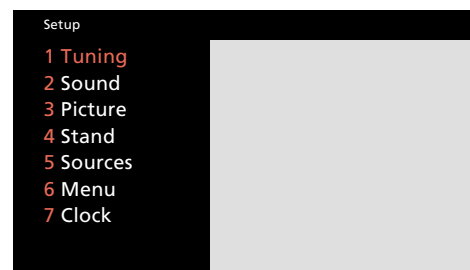 Setup
1 Tuning
2 Sound
3 Picture
4 Stand
5 Sources
6 Menu
7 Clock